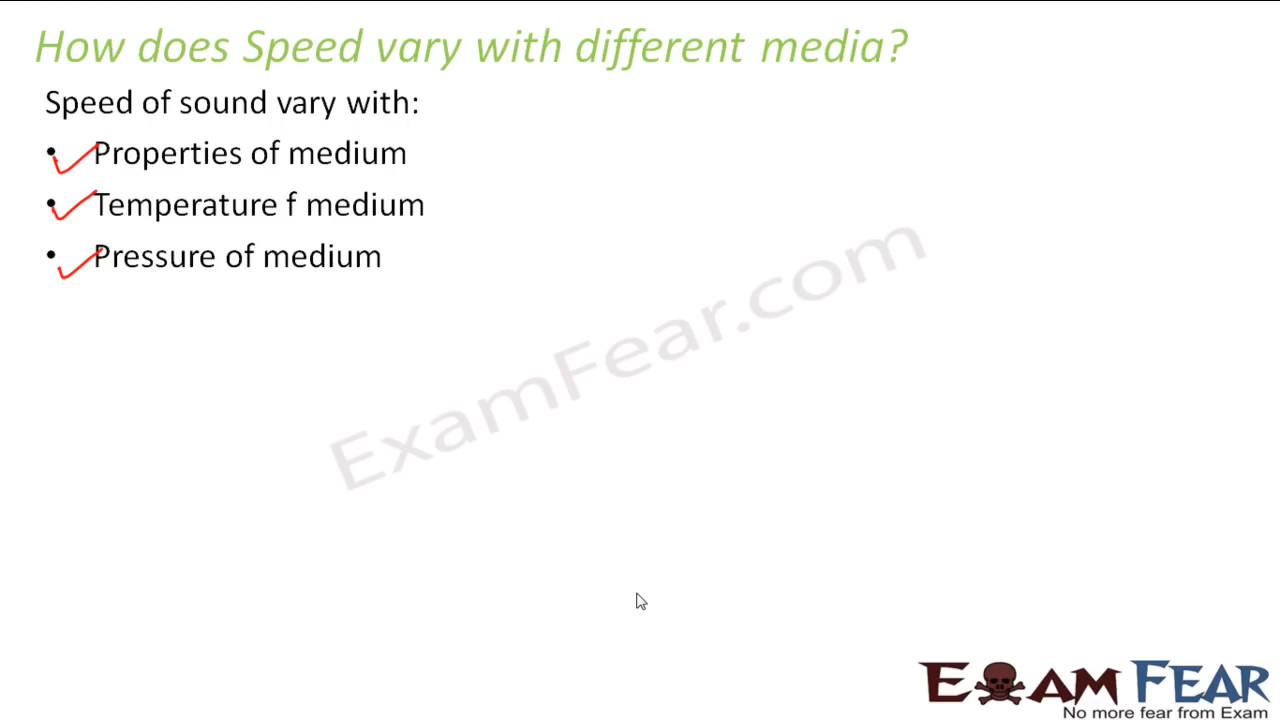 How does Speed vary with different media?
Speed of sound vary with:
• Properties of medium
• Temperature f medium
• Pressure of medium
ExamFear.com
EXAM FEAR
No more fear from Exam